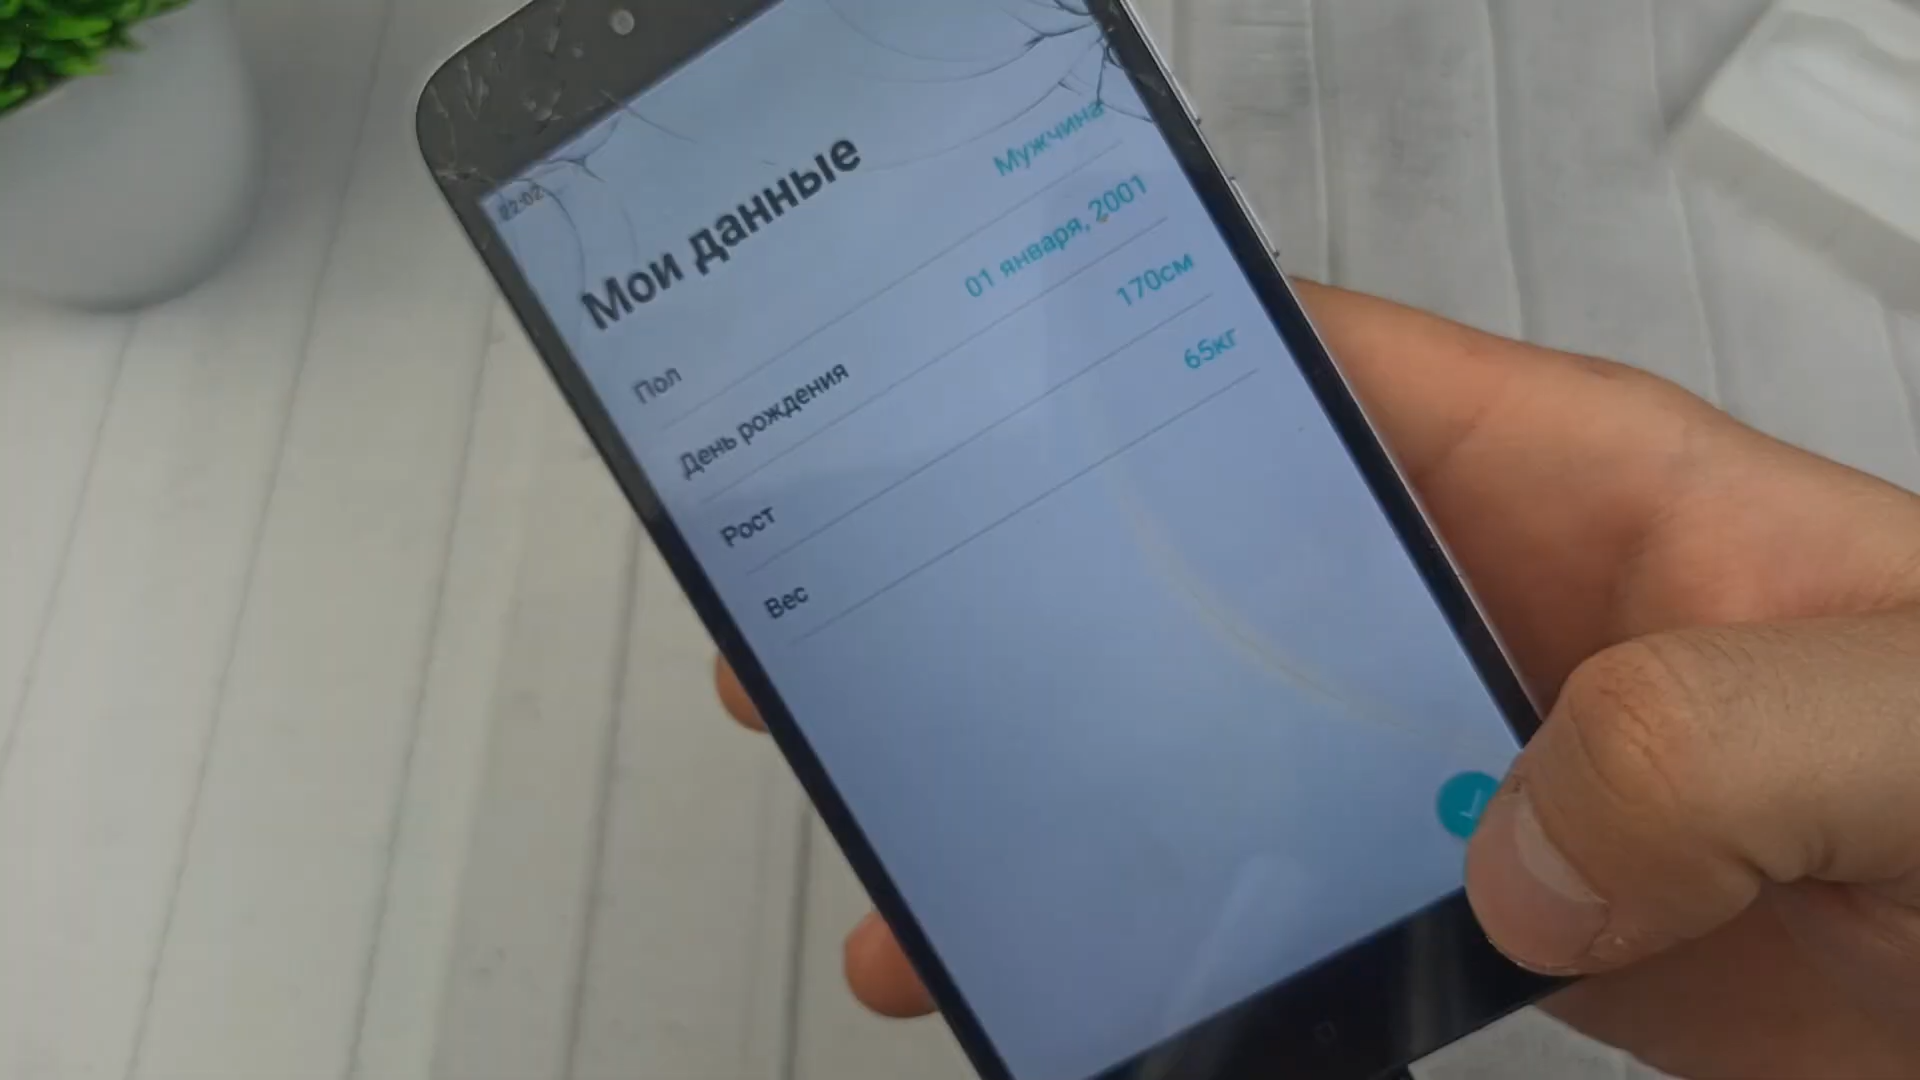 22:02
Мои данные
Пол Мужчина
День рождения 01 января, 2001
Рост 170см
Вес 65кг